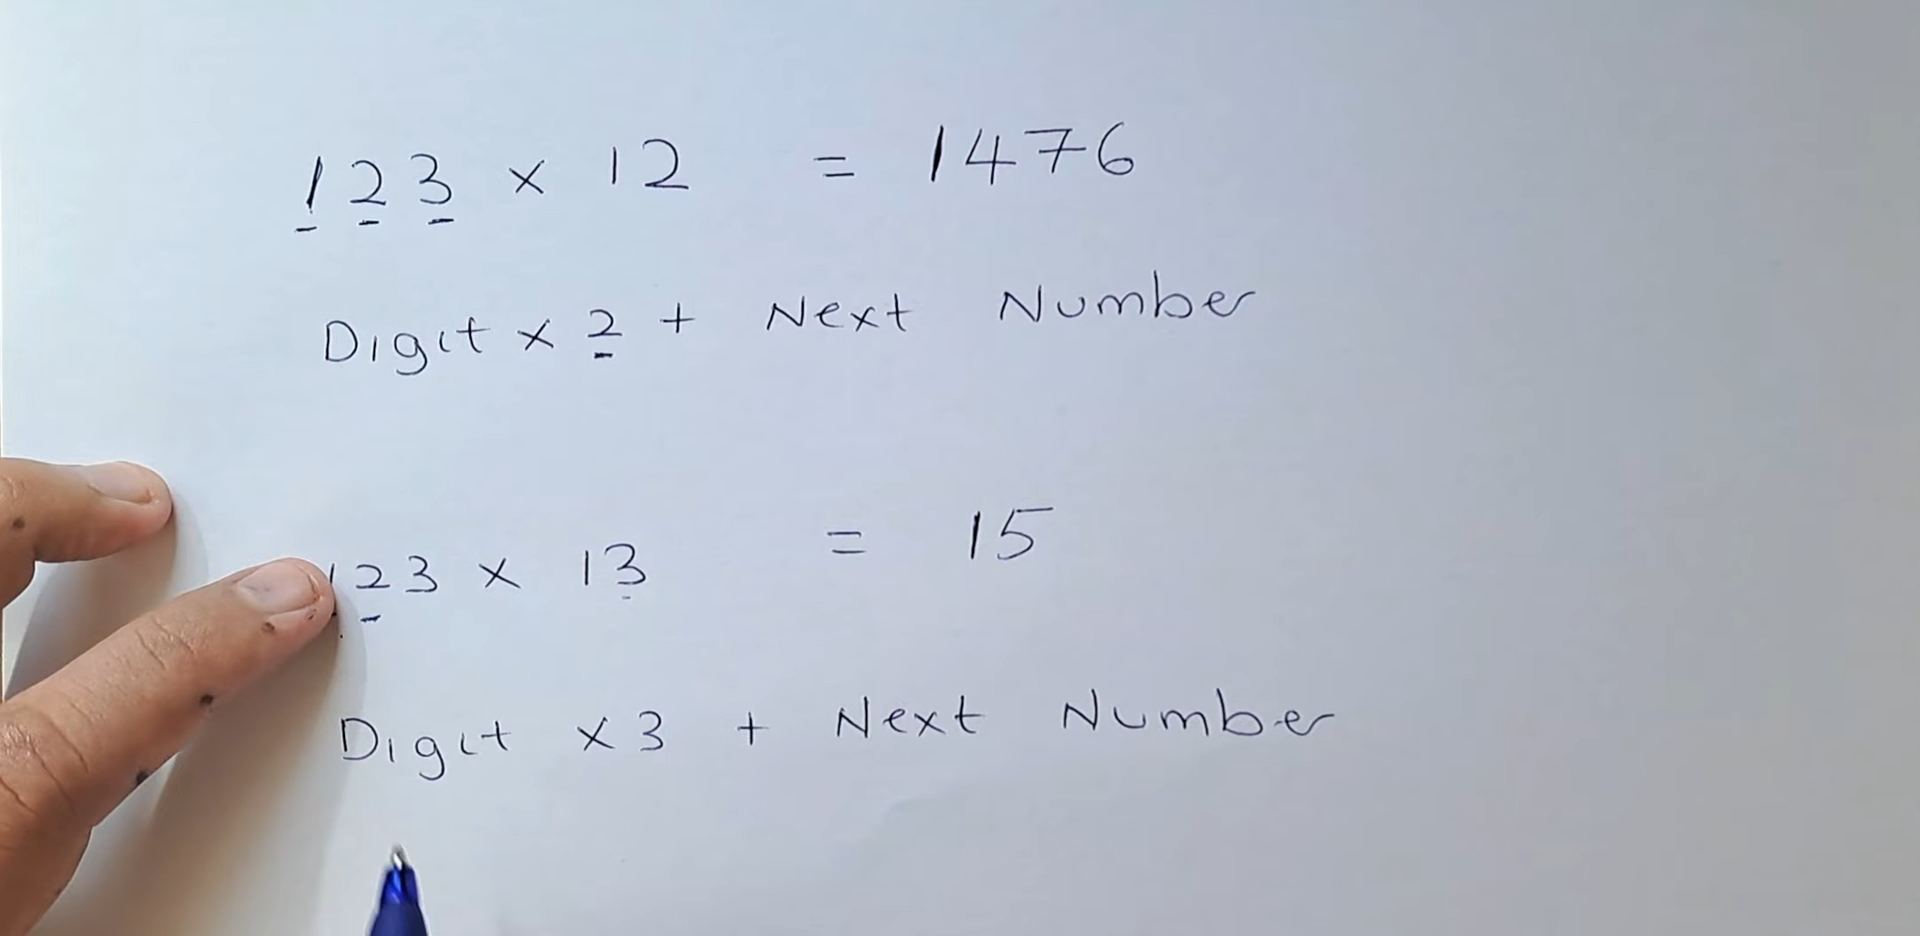 123 × 12 = 1476
Digit × 2 + Next Number
123 × 13 = 15
Digit × 3 + Next Number